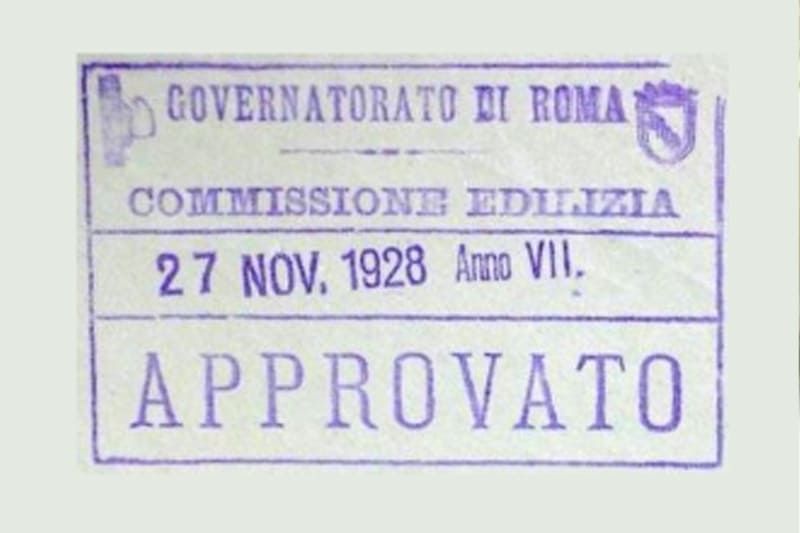 GOVERNATORATO DI ROMA
COMMISSIONE EDILIZIA
27 NOV. 1928 Anno VII.
APPROVATO